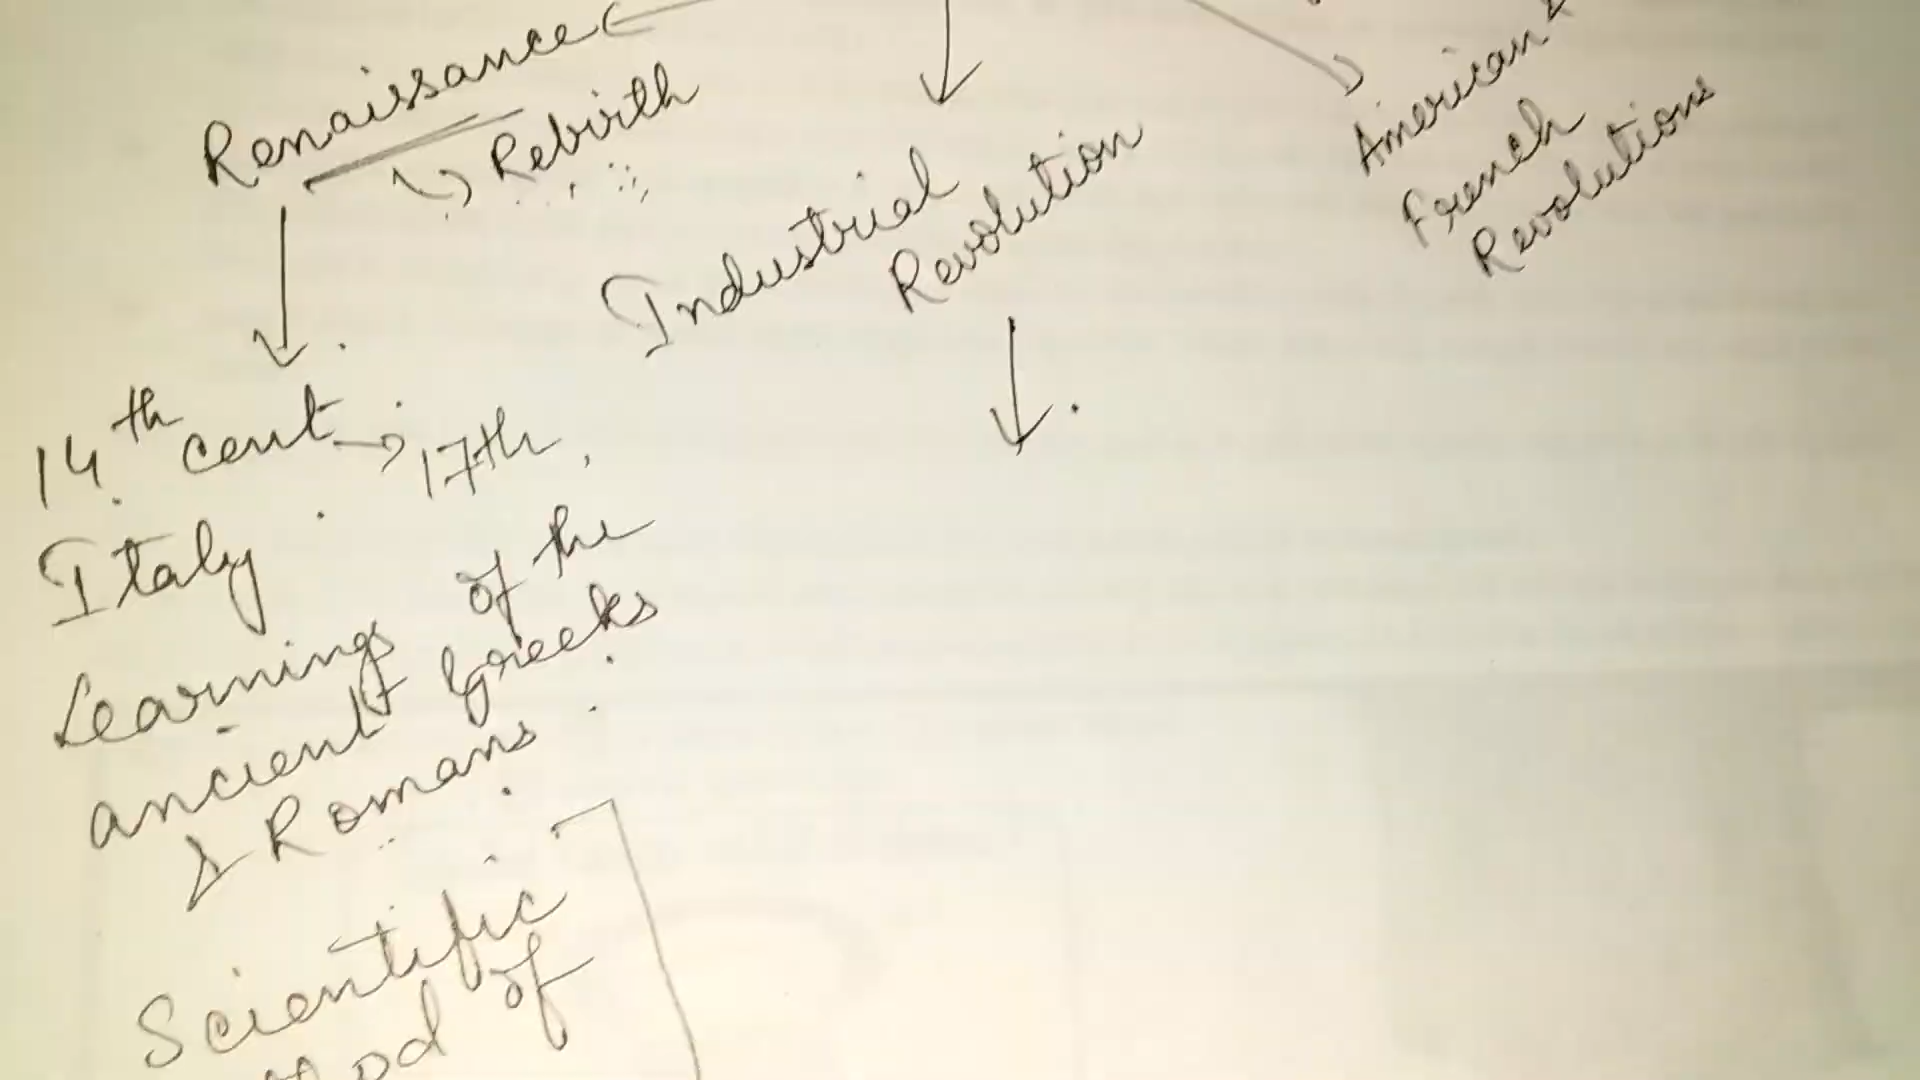 Renaissance
Rebirth
Industrial
Revolution
American &
French
Revolutions
14th cent → 17th
Italy
Learnings of the
ancient Greeks
& Romans
Scientific
of